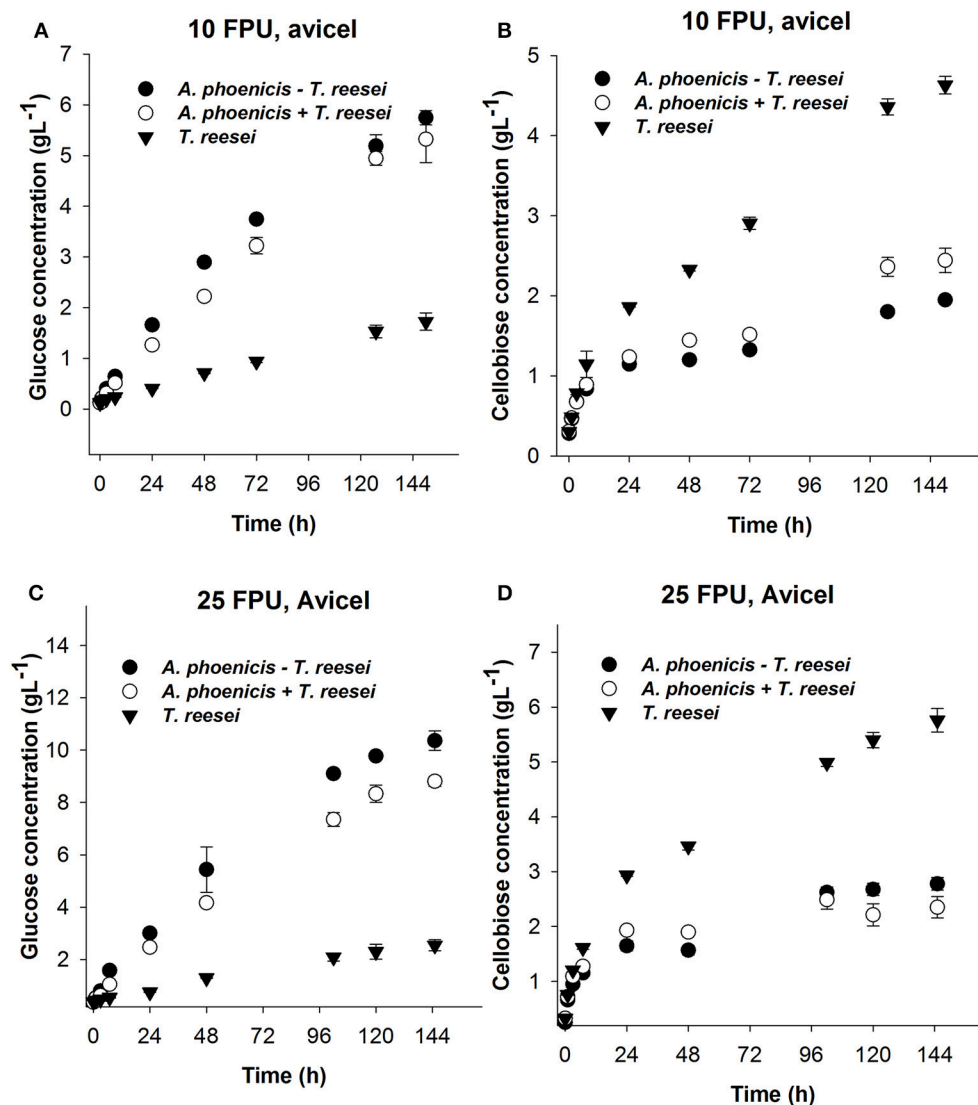 A
10 FPU, avicel
7
6
5
4
3
2
1
0
Glucose concentration (gL⁻¹)
A. phoenicis - T. reesei
A. phoenicis + T. reesei
T. reesei
0 24 48 72 96 120 144
Time (h)
B
10 FPU, avicel
5
4
3
2
1
0
Cellobiose concentration (gL⁻¹)
A. phoenicis - T. reesei
A. phoenicis + T. reesei
T. reesei
0 24 48 72 96 120 144
Time (h)
C
25 FPU, Avicel
14
12
10
8
6
4
2
Glucose concentration (gL⁻¹)
A. phoenicis - T. reesei
A. phoenicis + T. reesei
T. reesei
0 24 48 72 96 120 144
Time (h)
D
25 FPU, Avicel
7
6
5
4
3
2
1
Cellobiose concentration (gL⁻¹)
A. phoenicis - T. reesei
A. phoenicis + T. reesei
T. reesei
0 24 48 72 96 120 144
Time (h)